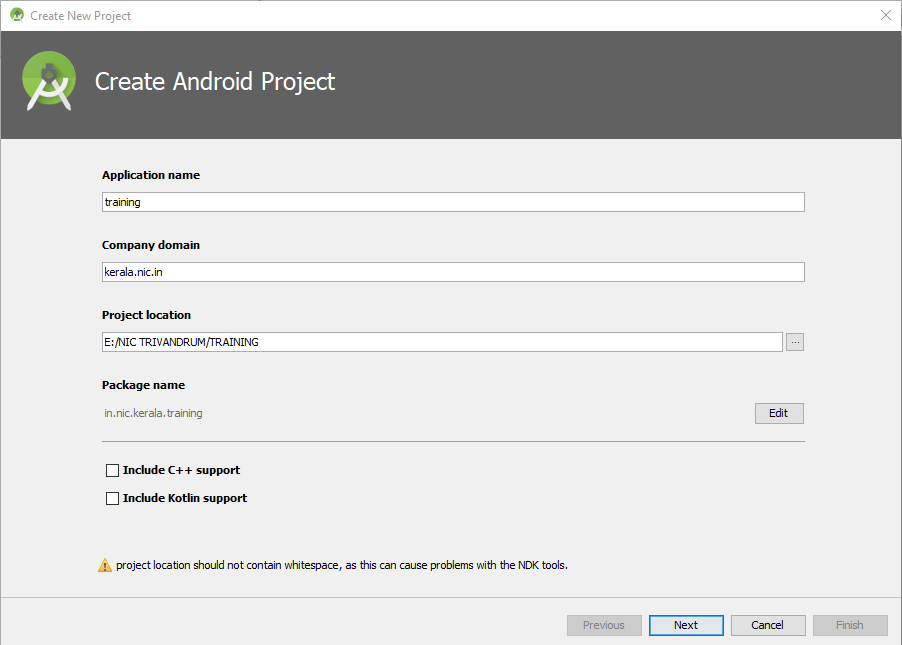 Create New Project
Create Android Project
Application name
training
Company domain
kerala.nic.in
Project location
E:/NIC TRIVANDRUM/TRAINING
...
Package name
in.nic.kerala.training
Edit
Include C++ support
Include Kotlin support
project location should not contain whitespace, as this can cause problems with the NDK tools.
Previous Next Cancel Finish